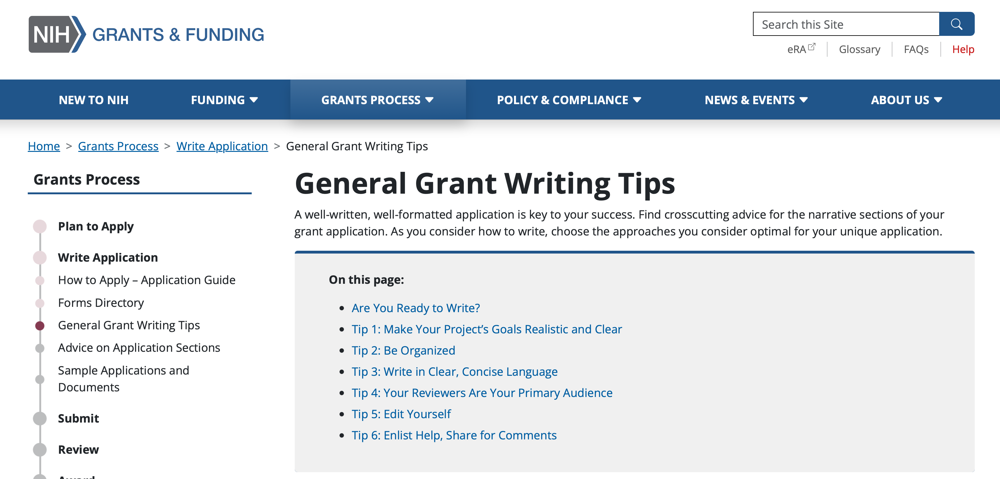 NIH GRANTS & FUNDING
Search this Site
eRA
Glossary
FAQs
Help
NEW TO NIH
FUNDING
GRANTS PROCESS
POLICY & COMPLIANCE
NEWS & EVENTS
ABOUT US
Home > Grants Process > Write Application > General Grant Writing Tips
Grants Process
Plan to Apply
Write Application
How to Apply – Application Guide
Forms Directory
General Grant Writing Tips
Advice on Application Sections
Sample Applications and
Documents
Submit
Review
Award
General Grant Writing Tips
A well-written, well-formatted application is key to your success. Find crosscutting advice for the narrative sections of your
grant application. As you consider how to write, choose the approaches you consider optimal for your unique application.
On this page:
• Are You Ready to Write?
• Tip 1: Make Your Project’s Goals Realistic and Clear
• Tip 2: Be Organized
• Tip 3: Write in Clear, Concise Language
• Tip 4: Your Reviewers Are Your Primary Audience
• Tip 5: Edit Yourself
• Tip 6: Enlist Help, Share for Comments